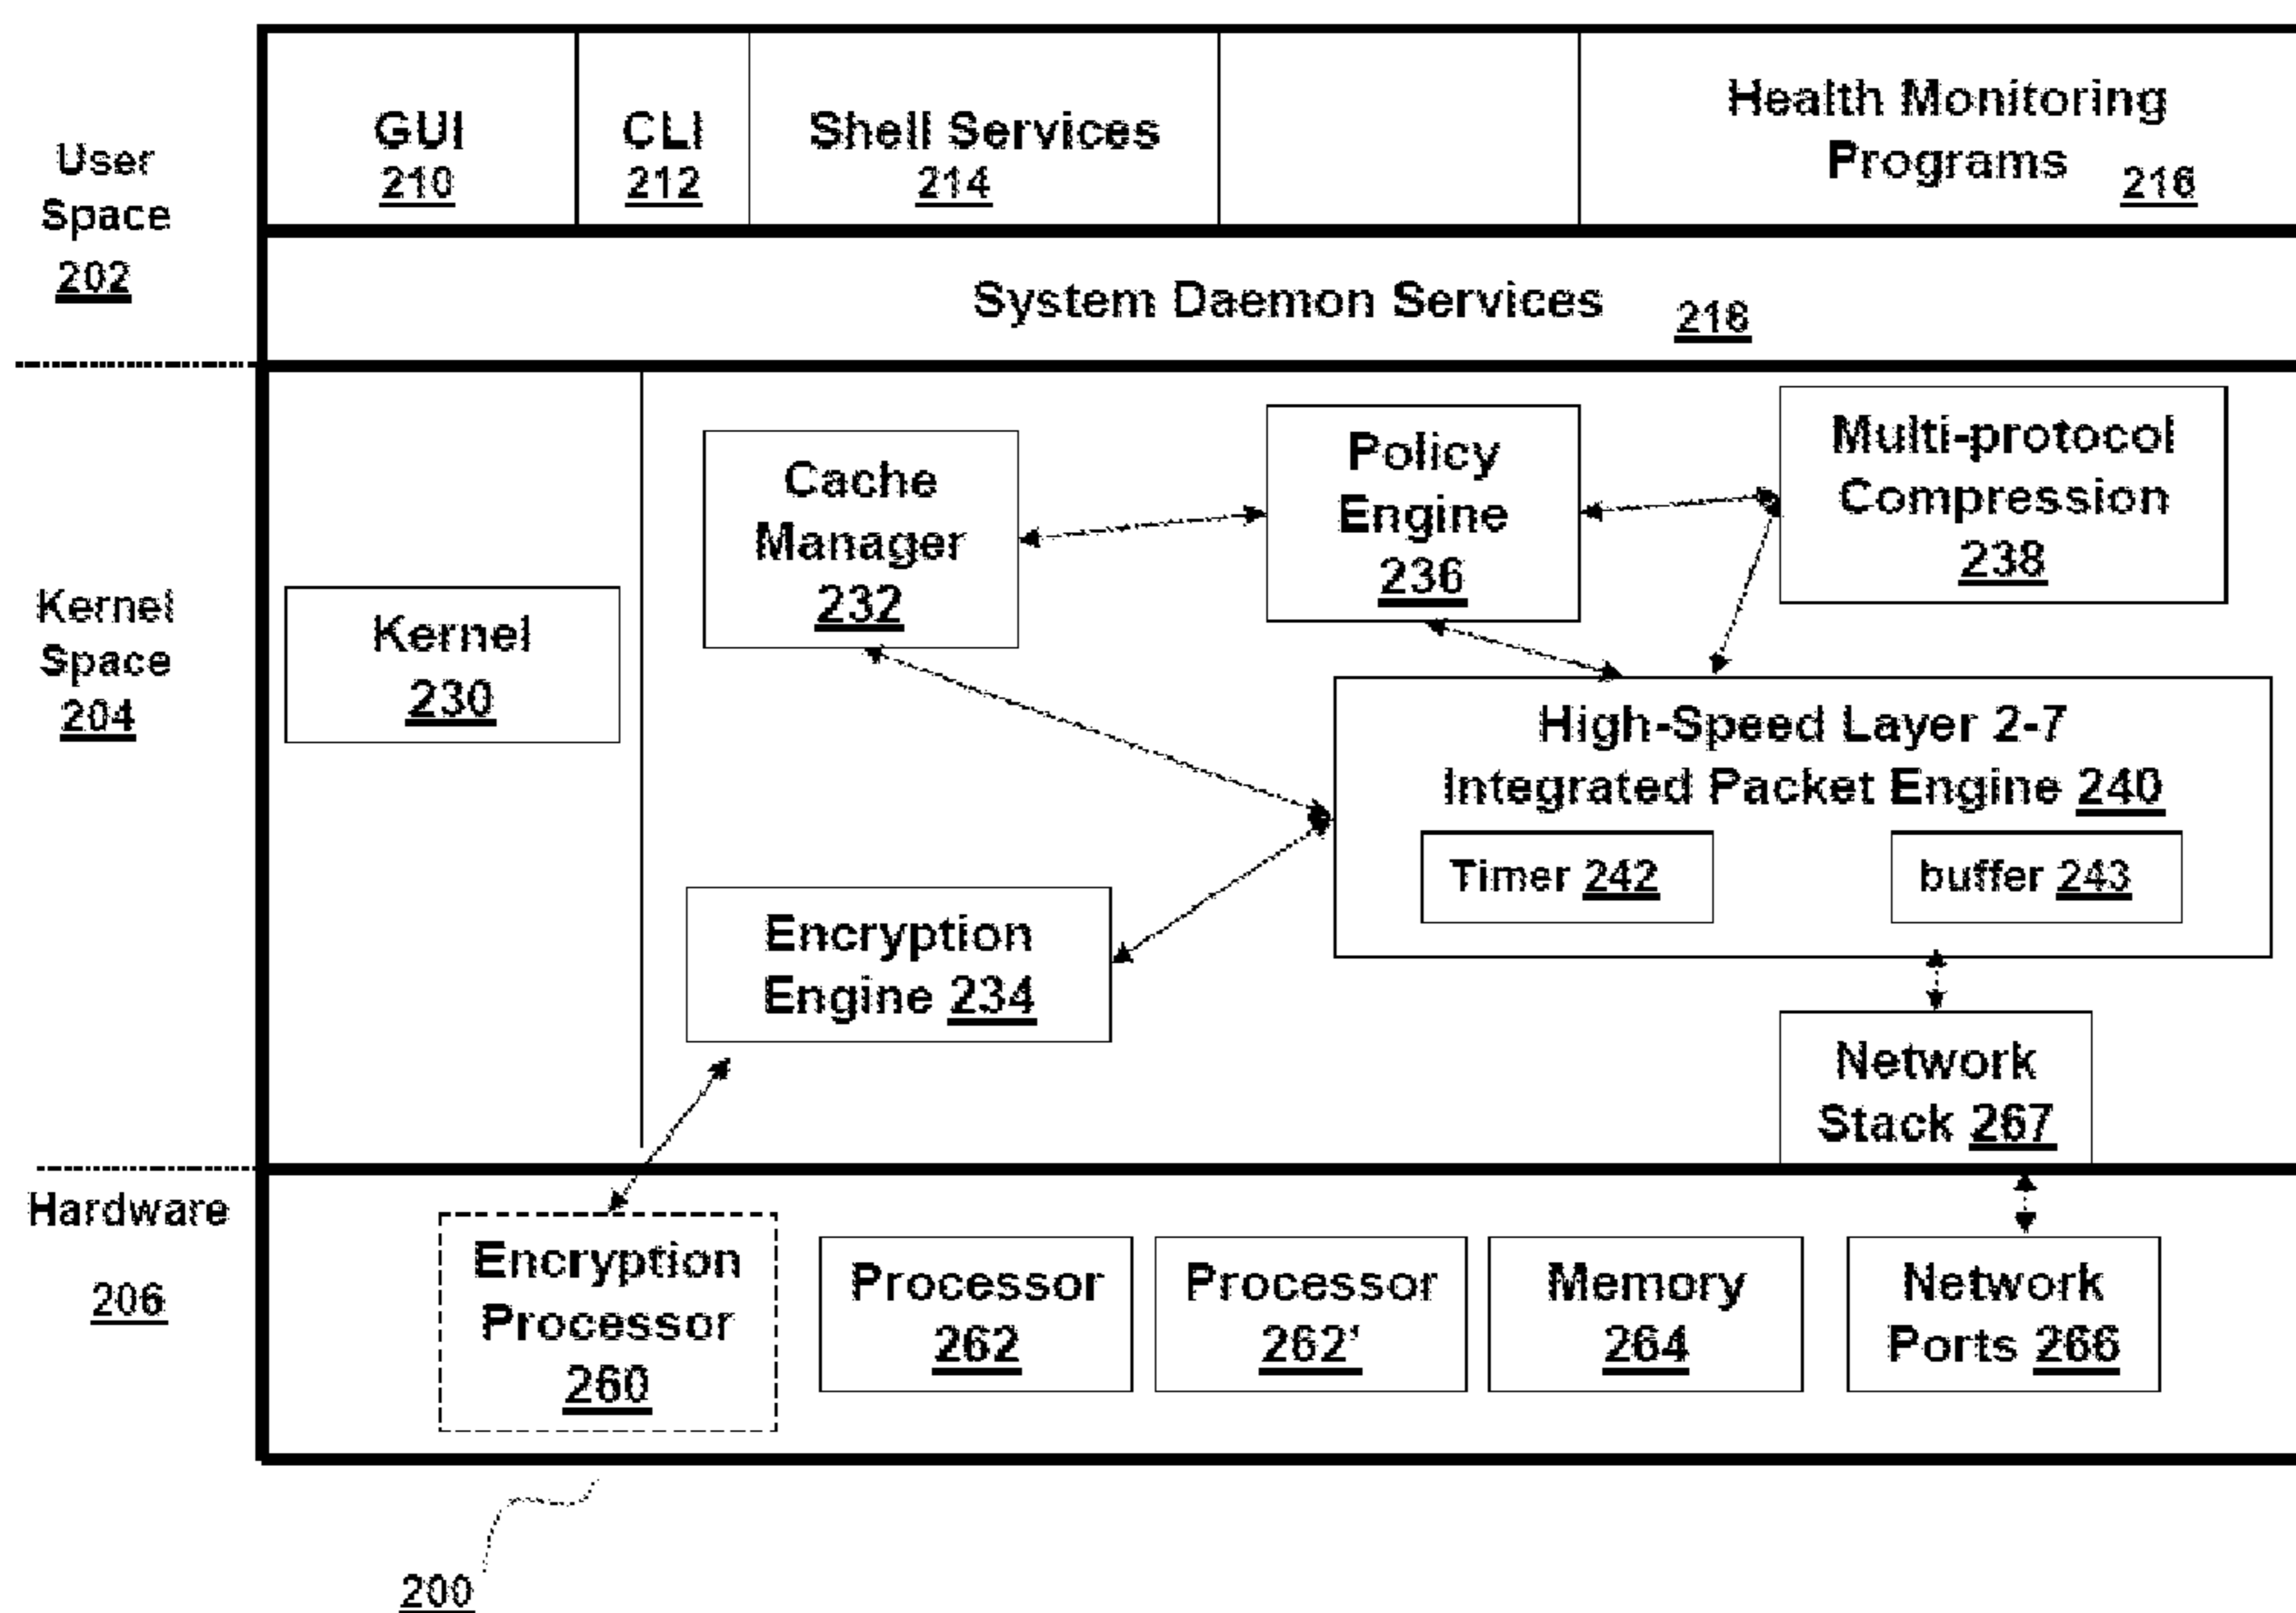 User
Space
202
GUI
210
CLI
212
Shell Services
214
Health Monitoring
Programs 216
System Daemon Services 218
Kernel
Space
204
Kernel
230
Cache
Manager
232
Policy
Engine
236
Multi-protocol
Compression
238
High-Speed Layer 2-7
Integrated Packet Engine 240
Timer 242
buffer 243
Encryption
Engine 234
Network
Stack 267
Hardware
206
Encryption
Processor
260
Processor
262
Processor
262'
Memory
264
Network
Ports 266
200